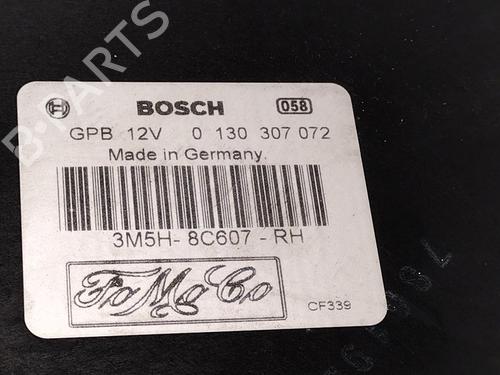 BOSCH 058
GPB 12V 0 130 307 072
Made in Germany.
3M5H-8C607-RH
FoMoCo
CF339
B-PARTS